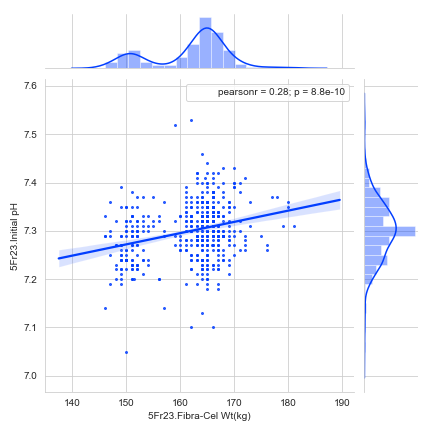 pearsonr = 0.28; p = 8.8e-10
7.6
7.5
7.4
7.3
7.2
7.1
7.0
5Fr23.Initial pH
140 150 160 170 180 190
5Fr23.Fibra-Cel Wt(kg)